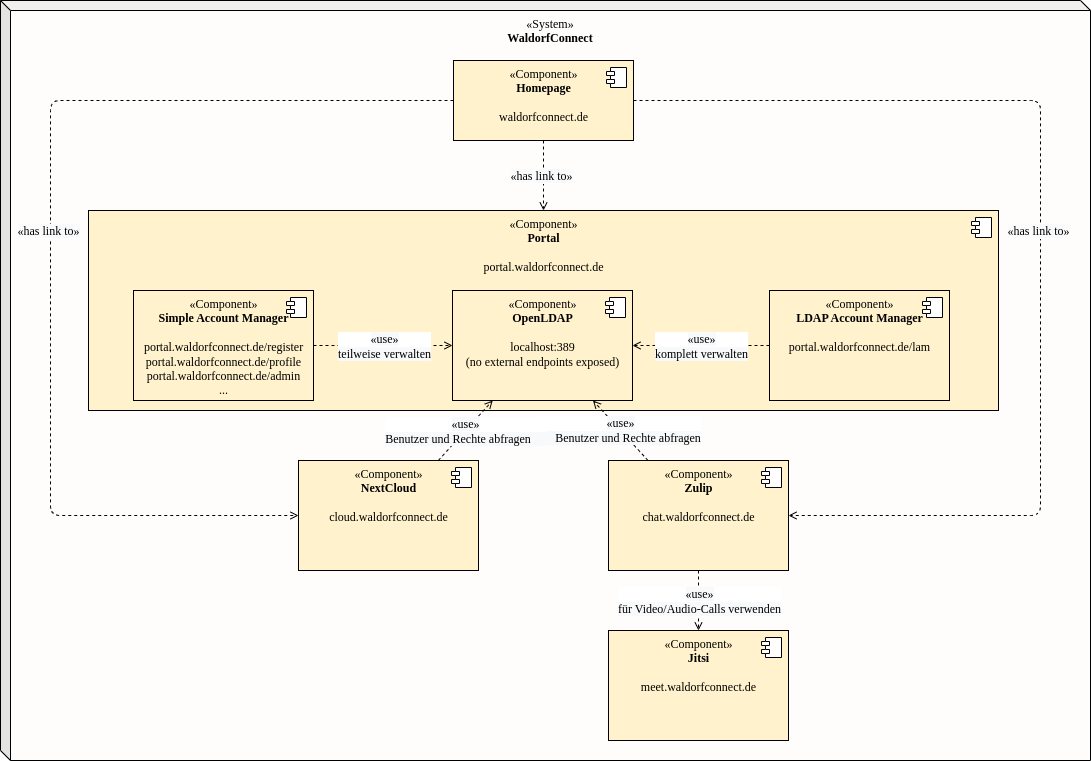 «System»
WaldorfConnect
«Component»
Homepage
waldorfconnect.de
«has link to»
«has link to»
«has link to»
«Component»
Portal
portal.waldorfconnect.de
«Component»
Simple Account Manager
portal.waldorfconnect.de/register
portal.waldorfconnect.de/profile
portal.waldorfconnect.de/admin
...
«use»
teilweise verwalten
«Component»
OpenLDAP
localhost:389
(no external endpoints exposed)
«use»
komplett verwalten
«Component»
LDAP Account Manager
portal.waldorfconnect.de/lam
«use»
Benutzer und Rechte abfragen
«use»
Benutzer und Rechte abfragen
«Component»
NextCloud
cloud.waldorfconnect.de
«Component»
Zulip
chat.waldorfconnect.de
«use»
für Video/Audio-Calls verwenden
«Component»
Jitsi
meet.waldorfconnect.de